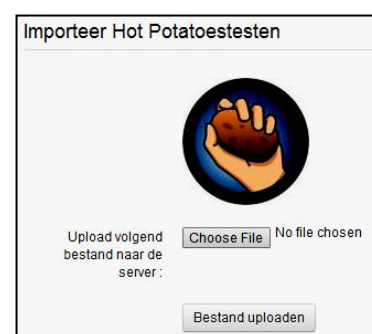 Importeer Hot Potatoestesten
Upload volgend
bestand naar de
server :
Choose File No file chosen
Bestand uploaden